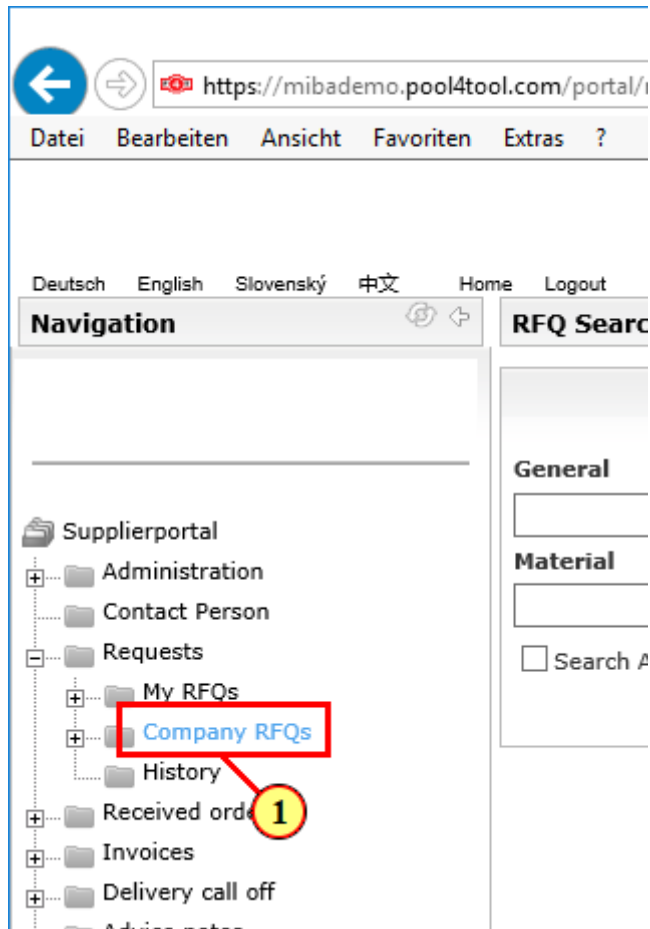 https://mibademo.pool4tool.com/portal/
Datei Bearbeiten Ansicht Favoriten Extras ?
Deutsch English Slovenský 中文 Home Logout
Navigation
RFQ Searc
General
Material
Search A
Supplierportal
Administration
Contact Person
Requests
My RFQs
Company RFQs
History
Received orde
1
Invoices
Delivery call off